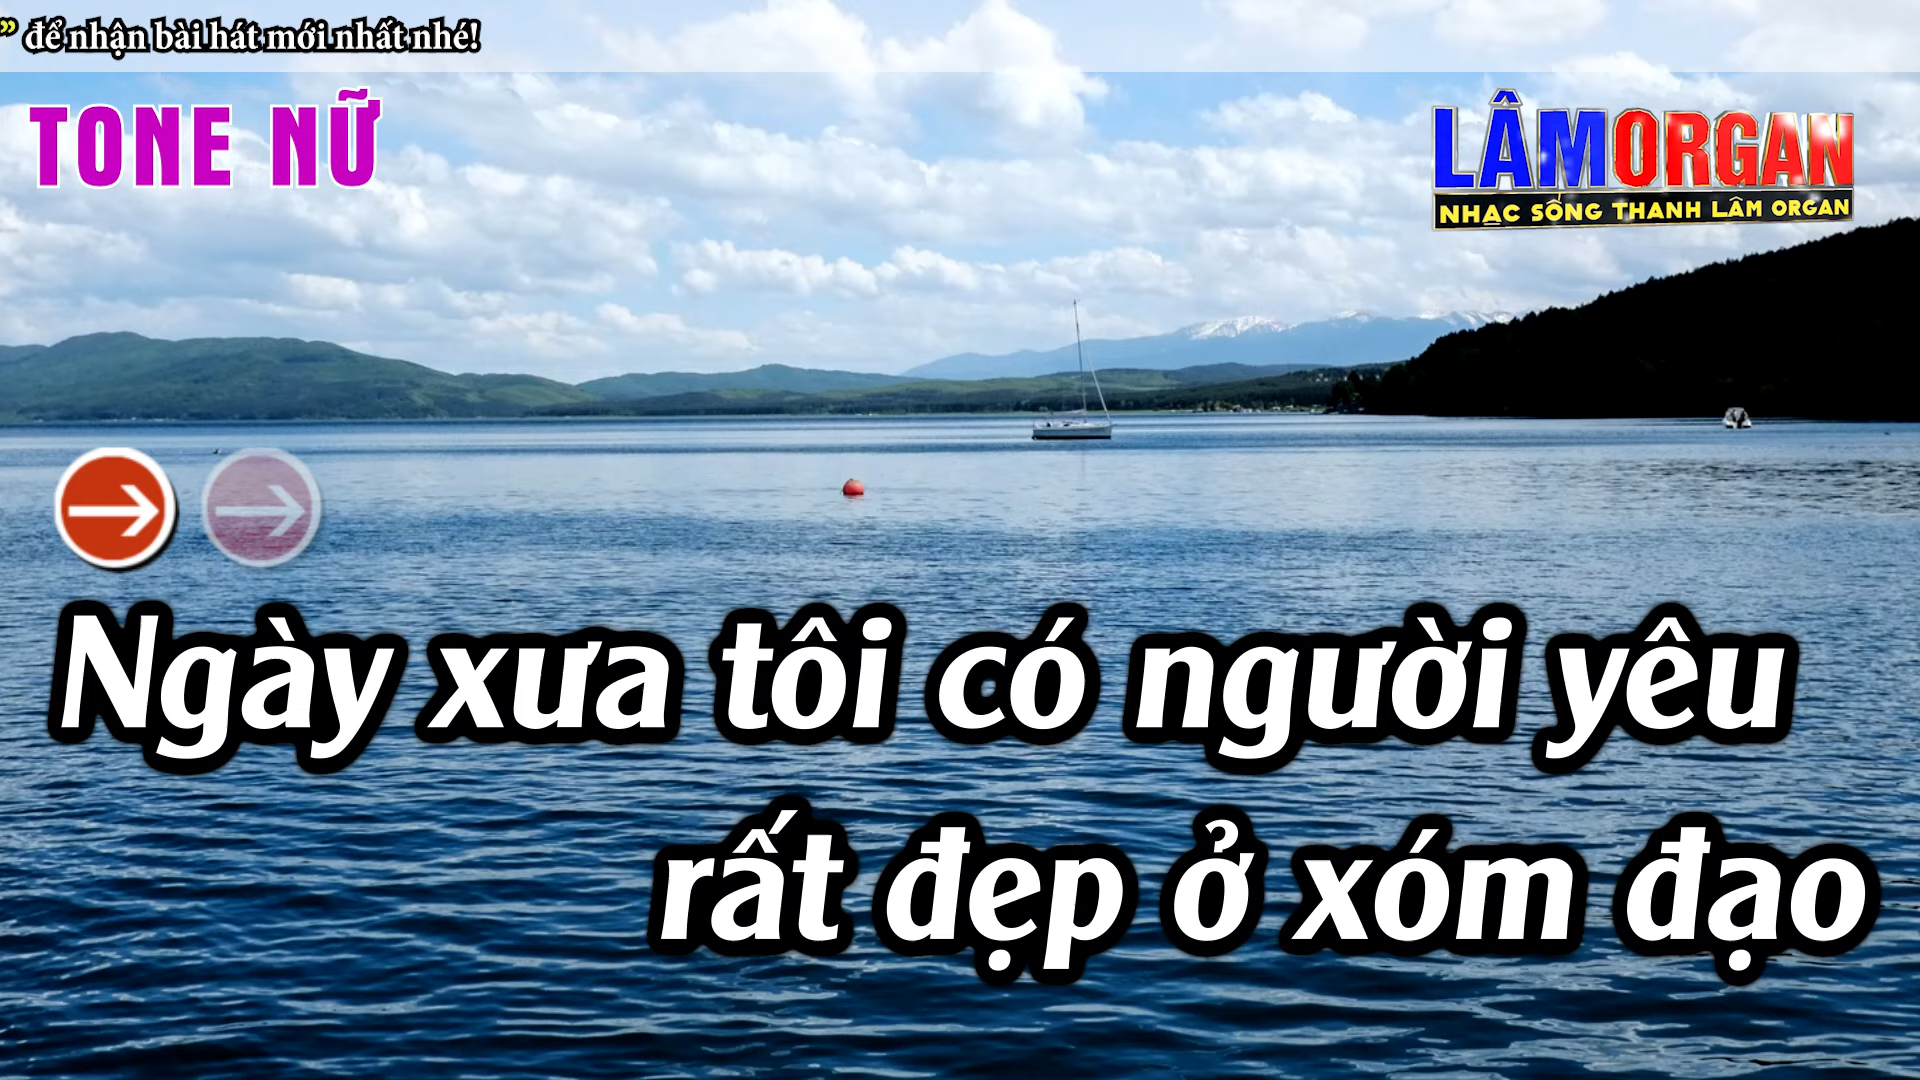 ” để nhận bài hát mới nhất nhé!
TONE NỮ
LÂMORGAN
NHẠC SỐNG THANH LÂM ORGAN
Ngày xưa tôi có người yêu
rất đẹp ở xóm đạo